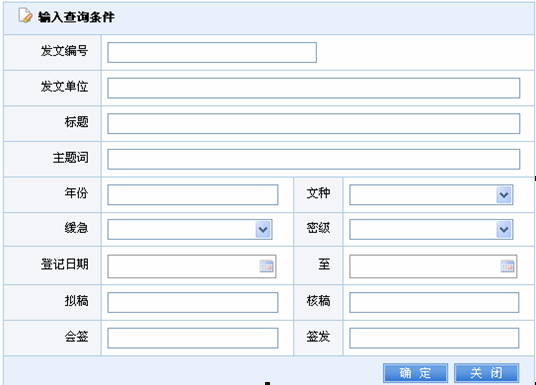 输入查询条件
发文编号
发文单位
标题
主题词
年份 文种
缓急 密级
登记日期 至
拟稿 核稿
会签 签发
确 定 关 闭